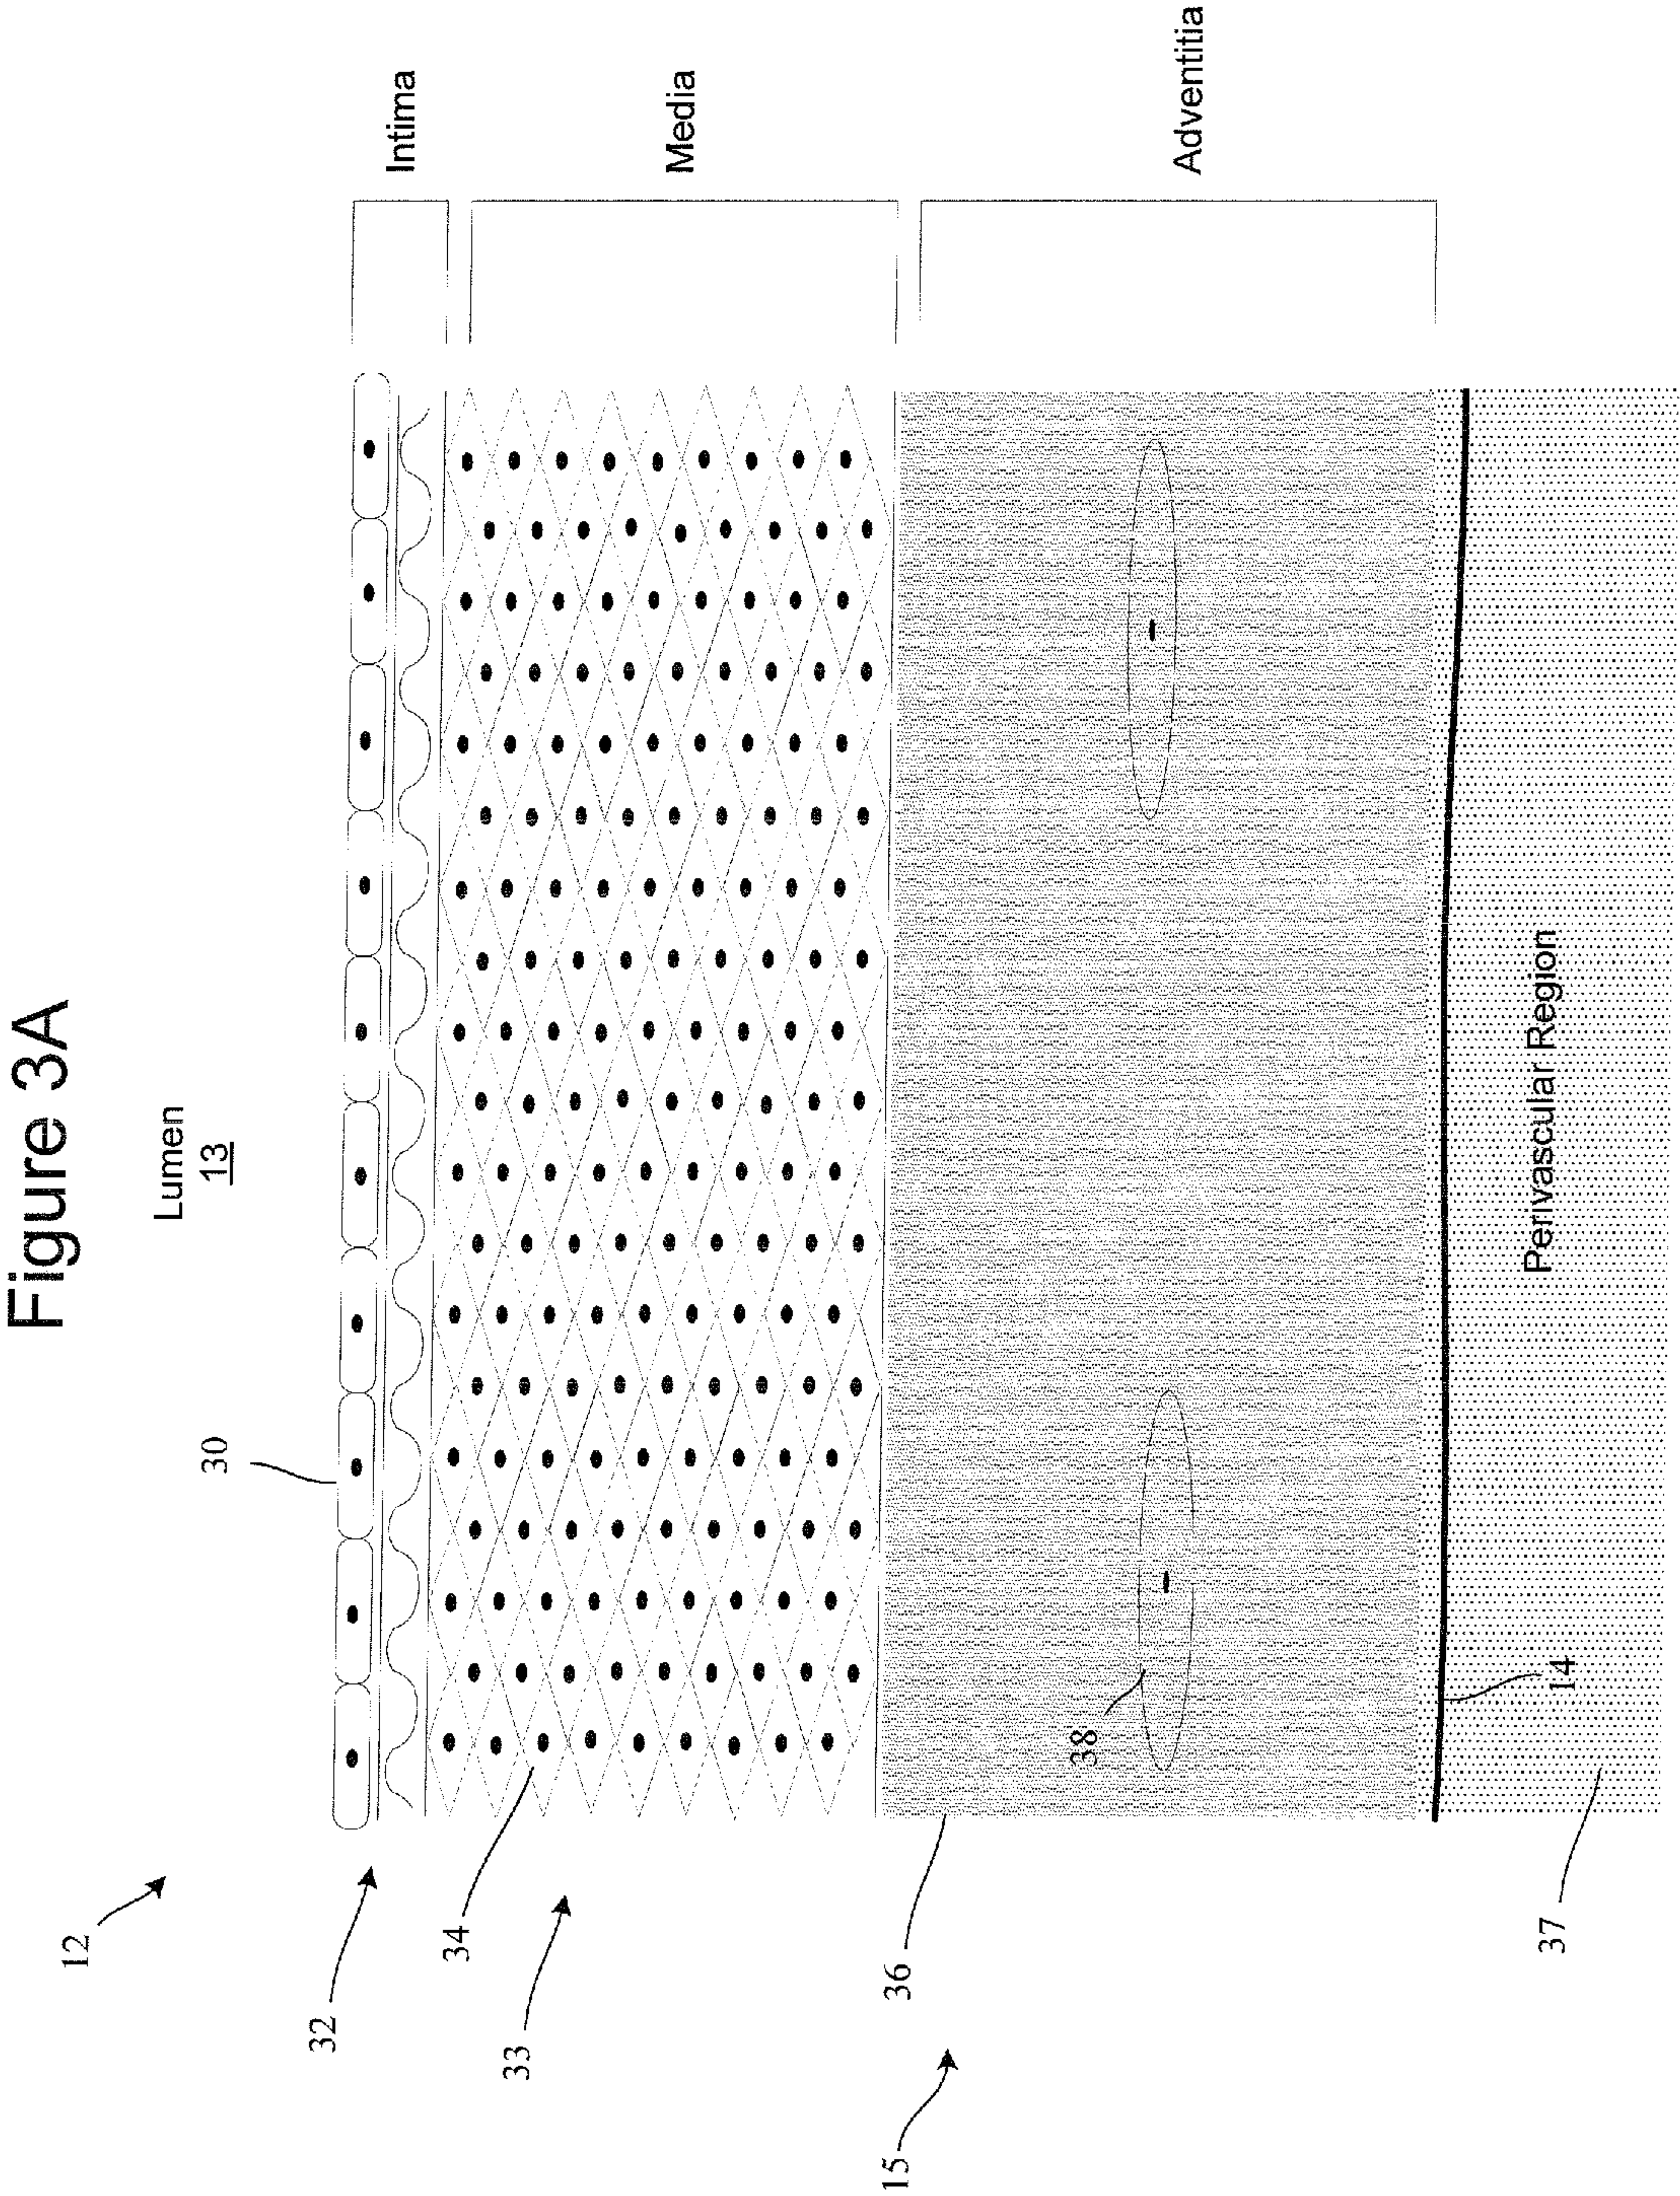 Figure 3A
Lumen
13
12
30
32
Intima
34
33
Media
36
15
38
Adventitia
14
37
Perivascular Region